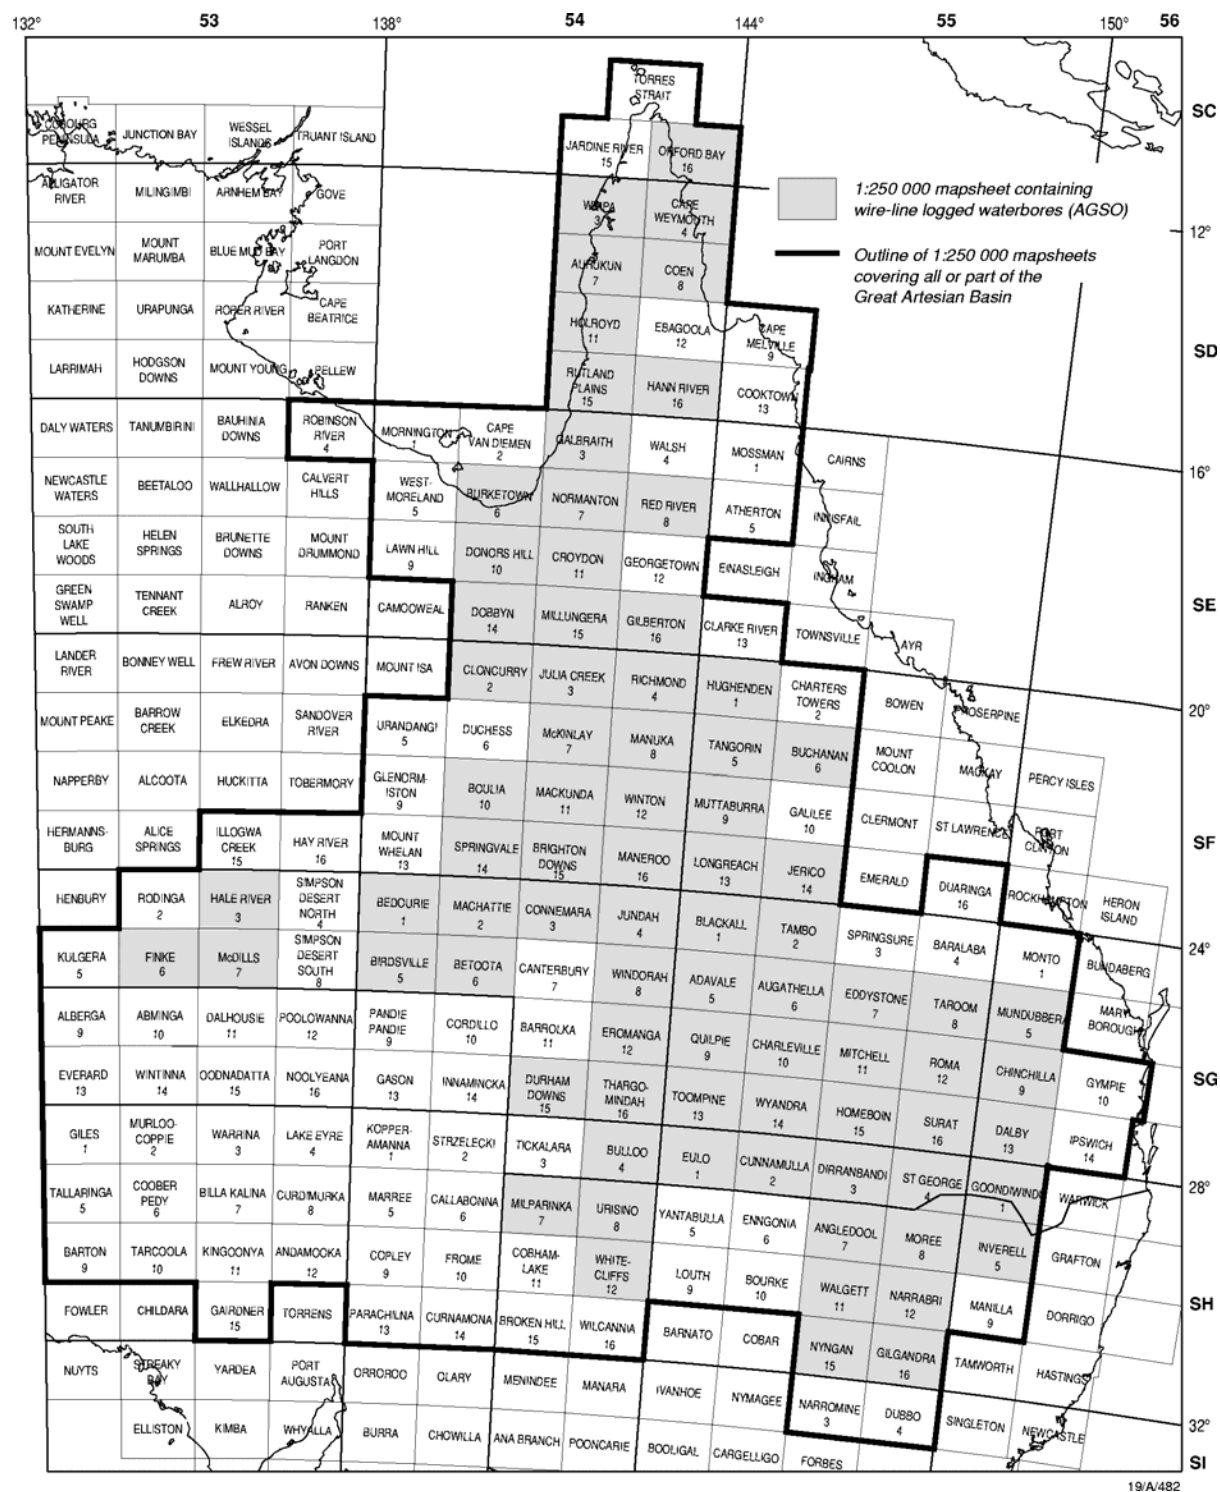 132°
53
138°
54
144°
55
150°
56
TORRES
STRAIT
SC
COBOURG
PENINSULA
JUNCTION BAY
WESSEL
ISLANDS
TRUANT ISLAND
JARDINE RIVER
15
ORFORD BAY
16
1:250 000 mapsheet containing
wire-line logged waterbores (AGSO)
ALLIGATOR
RIVER
MILINGIMBI
ARNHEM BAY
GOVE
WEIPA
3
CAPE
WEYMOUTH
4
12°
MOUNT EVELYN
MOUNT
MARUMBA
BLUE MUD BAY
PORT
LANGDON
AURUKUN
7
COEN
8
Outline of 1:250 000 mapsheets
covering all or part of the
Great Artesian Basin
KATHERINE
URAPUNGA
ROPER RIVER
CAPE
BEATRICE
HOLROYD
11
EBAGOOLA
12
CAPE
MELVILLE
9
SD
LARRIMAH
HODGSON
DOWNS
MOUNT YOUNG
PELLEW
RUTLAND
PLAINS
15
HANN RIVER
16
COOKTOWN
13
DALY WATERS
TANUMBIRINI
BAUHINIA
DOWNS
ROBINSON
RIVER
4
MORNINGTON
1
CAPE
VAN DIEMEN
2
GALBRAITH
3
WALSH
4
MOSSMAN
1
CAIRNS
16°
NEWCASTLE
WATERS
BEETALOO
WALLHALLOW
CALVERT
HILLS
WEST-
MORELAND
5
BURKETOWN
6
NORMANTON
7
RED RIVER
8
ATHERTON
5
INNISFAIL
SOUTH
LAKE
WOODS
HELEN
SPRINGS
BRUNETTE
DOWNS
MOUNT
DRUMMOND
LAWN HILL
9
DONORS HILL
10
CROYDON
11
GEORGETOWN
12
EINASLEIGH
INGHAM
SE
GREEN
SWAMP
WELL
TENNANT
CREEK
ALROY
RANKEN
CAMOOWEAL
DOBBYN
14
MILLUNGERA
15
GILBERTON
16
CLARKE RIVER
13
TOWNSVILLE
AYR
LANDER
RIVER
BONNEY WELL
FREW RIVER
AVON DOWNS
MOUNT ISA
CLONCURRY
2
JULIA CREEK
3
RICHMOND
4
HUGHENDEN
1
CHARTERS
TOWERS
2
BOWEN
PROSERPINE
20°
MOUNT PEAKE
BARROW
CREEK
ELKEDRA
SANDOVER
RIVER
URANDANGI
5
DUCHESS
6
McKINLAY
7
MANUKA
8
TANGORIN
5
BUCHANAN
6
MOUNT
COOLON
MACKAY
PERCY ISLES
NAPPERBY
ALCOOTA
HUCKITTA
TOBERMORY
GLENORM-
ISTON
9
BOULIA
10
MACKUNDA
11
WINTON
12
MUTTABURRA
9
GALILEE
10
CLERMONT
ST LAWRENCE
PORT
CLINTON
SF
HERMANNS-
BURG
ALICE
SPRINGS
ILLOGWA
CREEK
15
HAY RIVER
16
MOUNT
WHELAN
13
SPRINGVALE
14
BRIGHTON
DOWNS
15
MANEROO
16
LONGREACH
13
JERICO
14
EMERALD
DUARINGA
16
ROCKHAMPTON
HERON
ISLAND
HENBURY
RODINGA
2
HALE RIVER
3
SIMPSON
DESERT
NORTH
4
BEDOURIE
1
MACHATTIE
2
CONNEMARA
3
JUNDAH
4
BLACKALL
1
TAMBO
2
SPRINGSURE
3
BARALABA
4
MONTO
1
BUNDABERG
24°
KULGERA
5
FINKE
6
McDILLS
7
SIMPSON
DESERT
SOUTH
8
BIRDSVILLE
5
BETOOTA
6
CANTERBURY
7
WINDORAH
8
ADAVALE
5
AUGATHELLA
6
EDDYSTONE
7
TAROOM
8
MUNDUBBERA
5
MARY
BOROUGH
ALBERGA
9
ABMINGA
10
DALHOUSIE
11
POOLOWANNA
12
PANDIE
PANDIE
9
CORDILLO
10
BARROLKA
11
EROMANGA
12
QUILPIE
9
CHARLEVILLE
10
MITCHELL
11
ROMA
12
CHINCHILLA
9
GYMPIE
10
SG
EVERARD
13
WINTINNA
14
OODNADATTA
15
NOOLYEANA
16
GASON
13
INNAMINCKA
14
DURHAM
DOWNS
15
THARGO-
MINDAH
16
TOOMPINE
13
WYANDRA
14
HOMEBOIN
15
SURAT
16
DALBY
13
IPSWICH
14
GILES
1
MURLOO-
COPPIE
2
WARRINA
3
LAKE EYRE
4
KOPPER-
AMANNA
1
STRZELECKI
2
TICKALARA
3
BULLOO
4
EULO
1
CUNNAMULLA
2
DIRRANBANDI
3
ST GEORGE
4
GOONDIWINDI
1
WARWICK
28°
TALLARINGA
5
COOBER
PEDY
6
BILLA KALINA
7
CURDIMURKA
8
MARREE
5
CALLABONNA
6
MILPARINKA
7
URISINO
8
YANTABULLA
5
ENNGONIA
6
ANGLEDOOL
7
MOREE
8
INVERELL
5
GRAFTON
BARTON
9
TARCOOLA
10
KINGOONYA
11
ANDAMOOKA
12
COPLEY
9
FROME
10
COBHAM-
LAKE
11
WHITE-
CLIFFS
12
LOUTH
9
BOURKE
10
WALGETT
11
NARRABRI
12
MANILLA
9
DORRIGO
SH
FOWLER
CHILDARA
GAIRDNER
15
TORRENS
PARACHILNA
13
CURNAMONA
14
BROKEN HILL
15
WILCANNIA
16
BARNATO
COBAR
NYNGAN
15
GILGANDRA
16
TAMWORTH
HASTINGS
NUYTS
STREAKY
BAY
YARDEA
PORT
AUGUSTA
ORROROO
OLARY
MENINDEE
MANARA
IVANHOE
NYMAGEE
NARROMINE
3
DUBBO
4
SINGLETON
NEWCASTLE
32°
ELLISTON
KIMBA
WHYALLA
BURRA
CHOWILLA
ANA BRANCH
POONCARIE
BOOLIGAL
CARGELLIGO
FORBES
SI
19/A/482